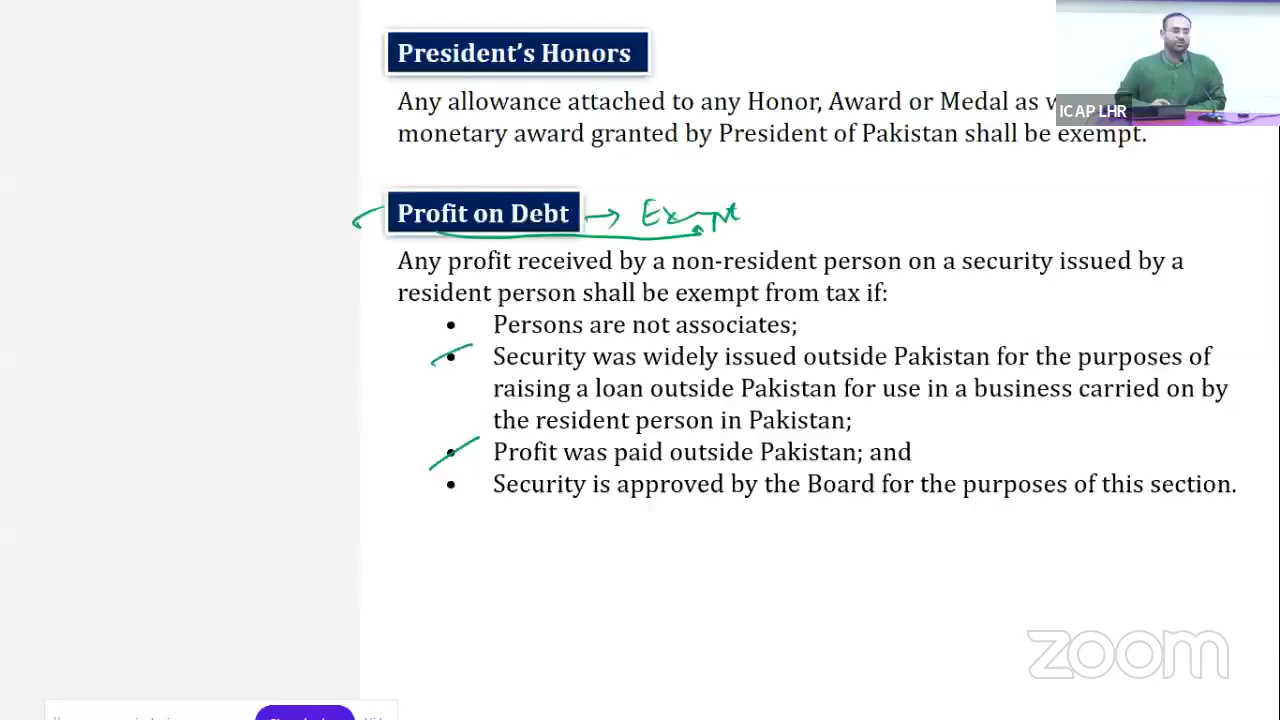 President's Honors
Any allowance attached to any Honor, Award or Medal as
monetary award granted by President of Pakistan shall be exempt.
ICAP LHR
Profit on Debt → Exempt
Any profit received by a non-resident person on a security issued by a
resident person shall be exempt from tax if:
• Persons are not associates;
• Security was widely issued outside Pakistan for the purposes of
raising a loan outside Pakistan for use in a business carried on by
the resident person in Pakistan;
• Profit was paid outside Pakistan; and
• Security is approved by the Board for the purposes of this section.
zoom